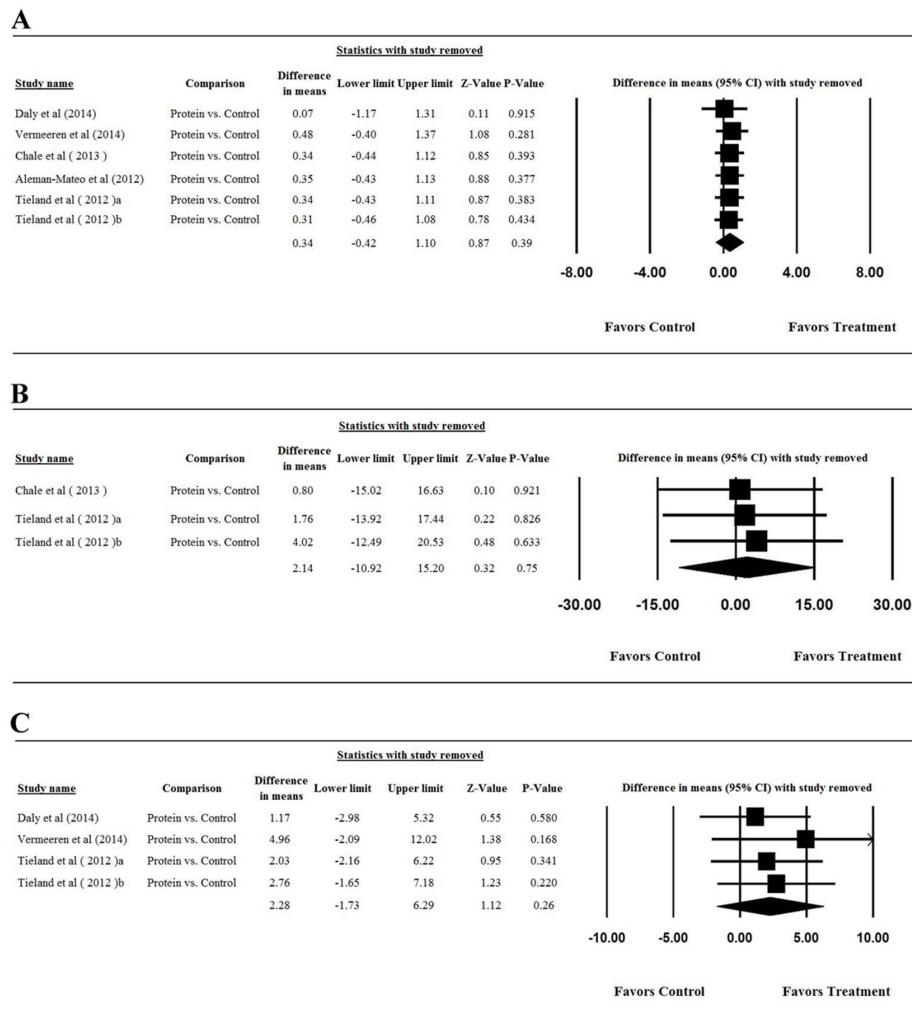 A
Statistics with study removed
Study name Comparison Difference in means Lower limit Upper limit Z-Value P-Value Difference in means (95% CI) with study removed
Daly et al (2014) Protein vs. Control 0.07 -1.17 1.31 0.11 0.915
Vermeeren et al (2014) Protein vs. Control 0.48 -0.40 1.37 1.08 0.281
Chale et al ( 2013 ) Protein vs. Control 0.34 -0.44 1.12 0.85 0.393
Aleman-Mateo et al (2012) Protein vs. Control 0.35 -0.43 1.13 0.88 0.377
Tieland et al ( 2012 )a Protein vs. Control 0.34 -0.43 1.11 0.87 0.383
Tieland et al ( 2012 )b Protein vs. Control 0.31 -0.46 1.08 0.78 0.434
0.34 -0.42 1.10 0.87 0.39
-8.00 -4.00 0.00 4.00 8.00
Favors Control Favors Treatment
B
Statistics with study removed
Study name Comparison Difference in means Lower limit Upper limit Z-Value P-Value Difference in means (95% CI) with study removed
Chale et al ( 2013 ) Protein vs. Control 0.80 -15.02 16.63 0.10 0.921
Tieland et al ( 2012 )a Protein vs. Control 1.76 -13.92 17.44 0.22 0.826
Tieland et al ( 2012 )b Protein vs. Control 4.02 -12.49 20.53 0.48 0.633
2.14 -10.92 15.20 0.32 0.75
-30.00 -15.00 0.00 15.00 30.00
Favors Control Favors Treatment
C
Statistics with study removed
Study name Comparison Difference in means Lower limit Upper limit Z-Value P-Value Difference in means (95% CI) with study removed
Daly et al (2014) Protein vs. Control 1.17 -2.98 5.32 0.55 0.580
Vermeeren et al (2014) Protein vs. Control 4.96 -2.09 12.02 1.38 0.168
Tieland et al ( 2012 )a Protein vs. Control 2.03 -2.16 6.22 0.95 0.341
Tieland et al ( 2012 )b Protein vs. Control 2.76 -1.65 7.18 1.23 0.220
2.28 -1.73 6.29 1.12 0.26
-10.00 -5.00 0.00 5.00 10.00
Favors Control Favors Treatment